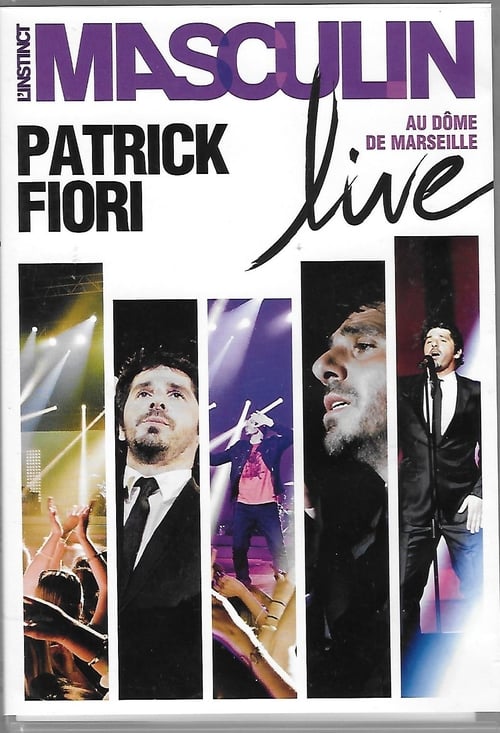 L'INSTINCT
MASCULIN
PATRICK
FIORI
AU DÔME
DE MARSEILLE
live